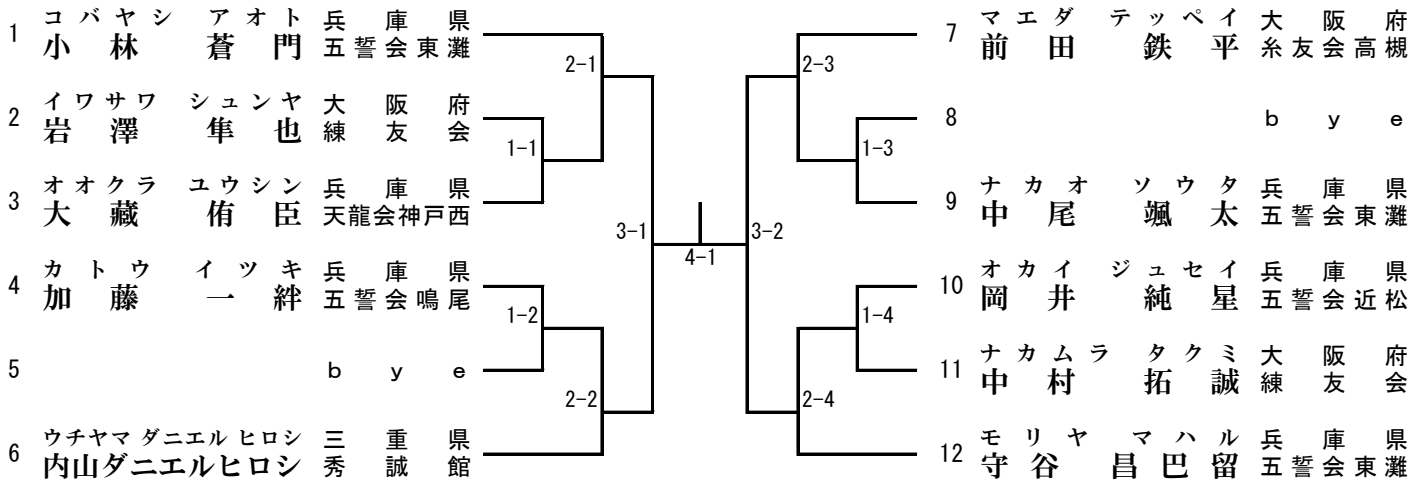 コバヤシ アオト 兵庫県
1 小林 蒼門 五誓会東灘
イワサワ シュンヤ 大阪府
2 岩澤 隼也 練友会
オオクラ ユウシン 兵庫県
3 大藏 侑臣 天龍会神戸西
カトウ イツキ 兵庫県
4 加藤 一絆 五誓会鳴尾
5 bye
ウチヤマ ダニエル ヒロシ 三重県
6 内山ダニエルヒロシ 秀誠館
2-1
1-1
3-1
1-2
2-2
4-1
2-3
1-3
3-2
1-4
2-4
マエダ テッペイ 大阪府
7 前田 鉄平 糸友会高槻
8 bye
ナカオ ソウタ 兵庫県
9 中尾 颯太 五誓会東灘
オカイ ジュセイ 兵庫県
10 岡井 純星 五誓会近松
ナカムラ タクミ 大阪府
11 中村 拓誠 練友会
モリヤ マハル 兵庫県
12 守谷 昌巴留 五誓会東灘